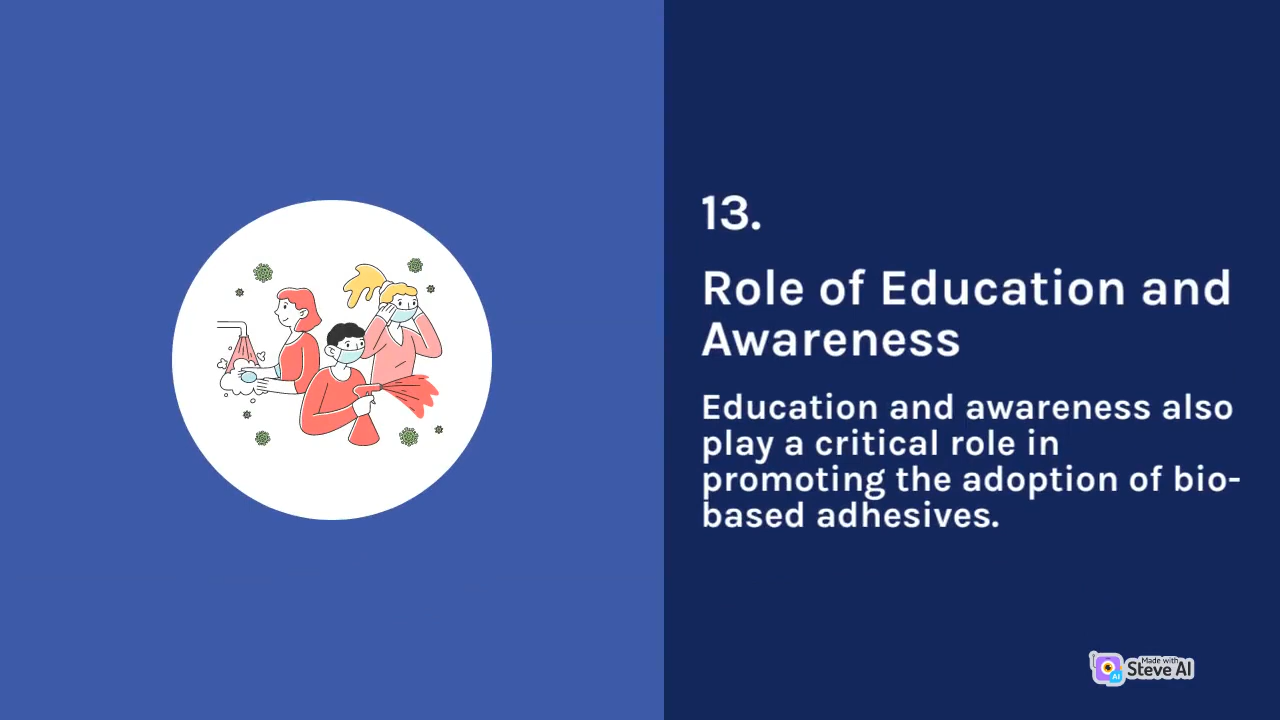 13.
Role of Education and
Awareness
Education and awareness also
play a critical role in
promoting the adoption of bio-
based adhesives.
Made with
Steve AI
AI